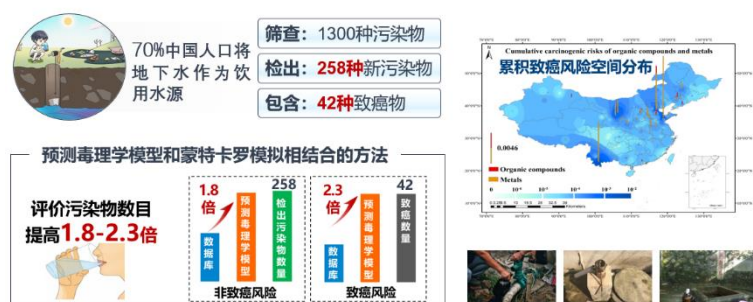 70%中国人口将
地下水作为饮
用水源
筛查：1300种污染物
检出：258种新污染物
包含：42种致癌物
预测毒理学模型和蒙特卡罗模拟相结合的方法
评价污染物数目
提高1.8-2.3倍
1.8
倍
数据库
预测毒理学模型
258
检出污染物数量
非致癌风险
2.3
倍
数据库
预测毒理学模型
42
致癌数量
致癌风险
Cumulative carcinogenic risks of organic compounds and metals
累积致癌风险空间分布
N
0.0046
Organic compounds
Metals